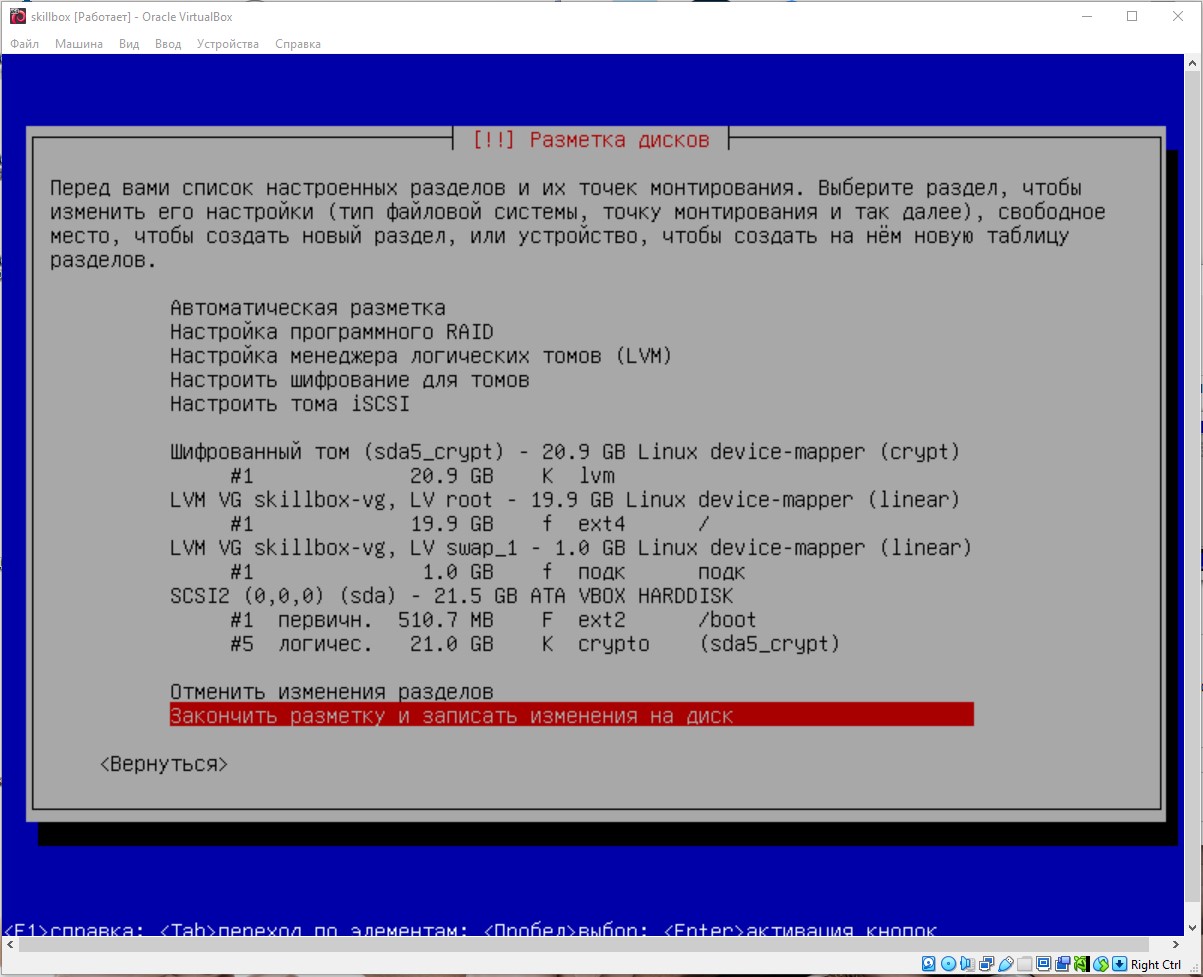 skillbox [Работает] - Oracle VirtualBox
Файл Машина Вид Ввод Устройства Справка
[!!] Разметка дисков
Перед вами список настроенных разделов и их точек монтирования. Выберите раздел, чтобы
изменить его настройки (тип файловой системы, точку монтирования и так далее), свободное
место, чтобы создать новый раздел, или устройство, чтобы создать на нём новую таблицу
разделов.
Автоматическая разметка
Настройка программного RAID
Настройка менеджера логических томов (LVM)
Настроить шифрование для томов
Настроить тома iSCSI
Шифрованный том (sda5_crypt) - 20.9 GB Linux device-mapper (crypt)
#1 20.9 GB K lvm
LVM VG skillbox-vg, LV root - 19.9 GB Linux device-mapper (linear)
#1 19.9 GB f ext4 /
LVM VG skillbox-vg, LV swap_1 - 1.0 GB Linux device-mapper (linear)
#1 1.0 GB f подк подк
SCSI2 (0,0,0) (sda) - 21.5 GB ATA VBOX HARDDISK
#1 первичн. 510.7 MB F ext2 /boot
#5 логичес. 21.0 GB K crypto (sda5_crypt)
Отменить изменения разделов
Закончить разметку и записать изменения на диск
<Вернуться>
<F1>справка; <Tab>переход по элементам; <Пробел>выбор; <Enter>активация кнопок
Right Ctrl